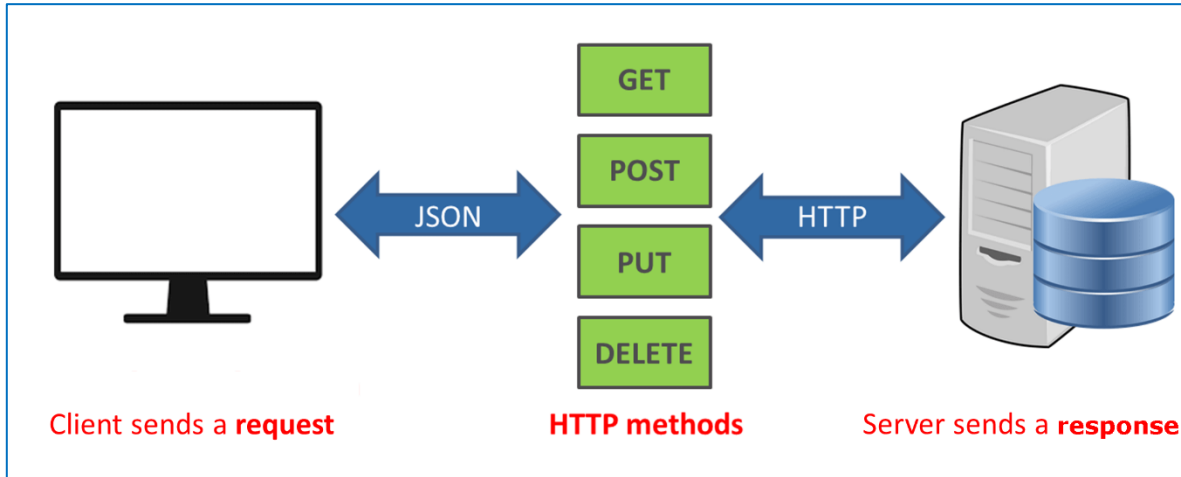 GET
POST
JSON
HTTP
PUT
DELETE
Client sends a request
HTTP methods
Server sends a response